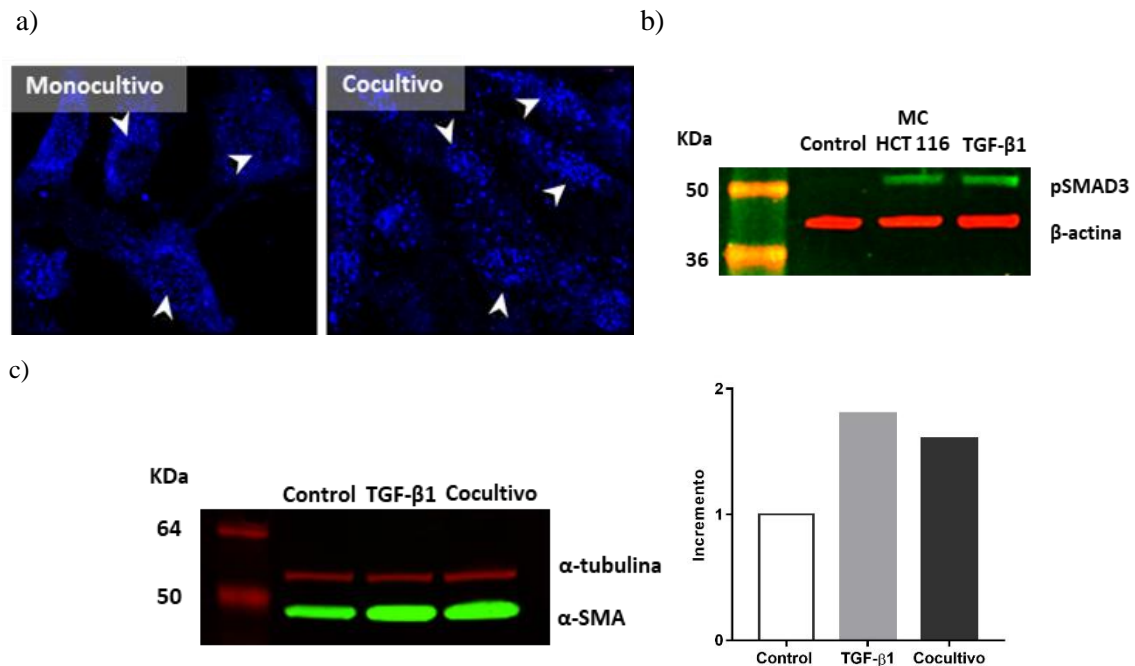 a)
Monocultivo
Cocultivo
b)
KDa
Control
MC
HCT 116
TGF-β1
50
pSMAD3
β-actina
36
c)
KDa
Control TGF-β1 Cocultivo
64
α-tubulina
50
α-SMA
2
Incremento
1
0
Control
TGF-β1
Cocultivo